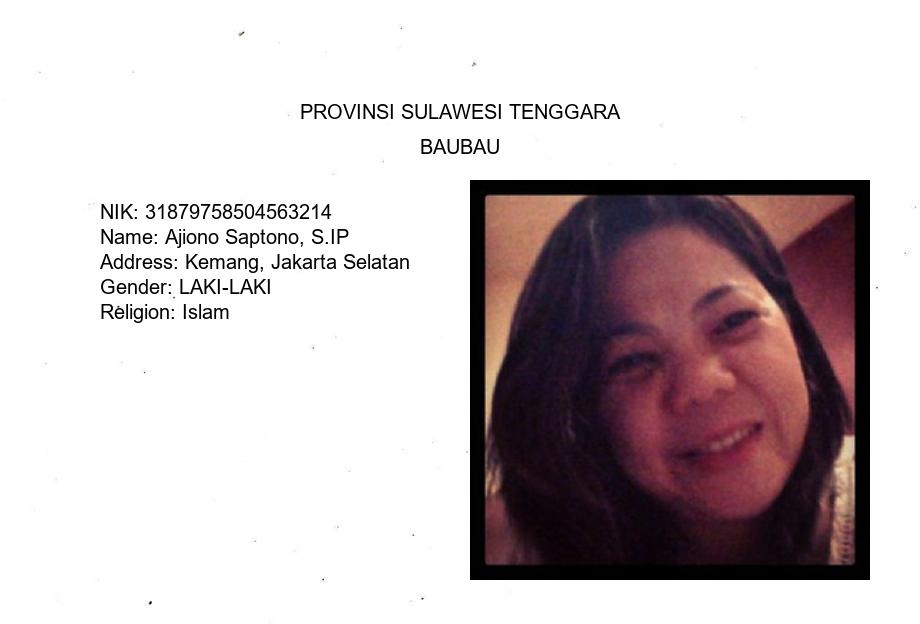 PROVINSI SULAWESI TENGGARA
BAUBAU
NIK: 31879758504563214
Name: Ajiono Saptono, S.IP
Address: Kemang, Jakarta Selatan
Gender: LAKI-LAKI
Religion: Islam